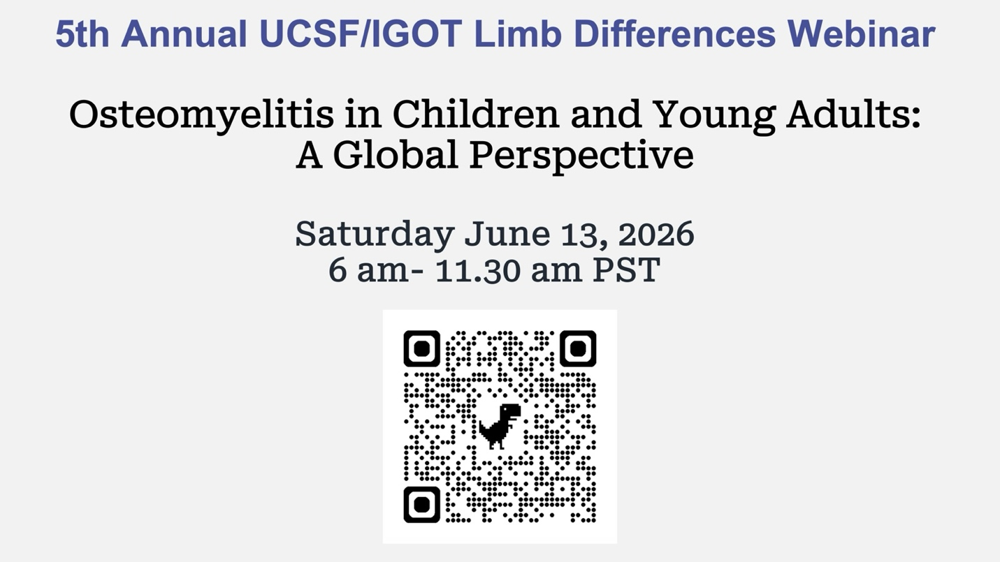 5th Annual UCSF/IGOT Limb Differences Webinar
Osteomyelitis in Children and Young Adults:
A Global Perspective
Saturday June 13, 2026
6 am- 11.30 am PST